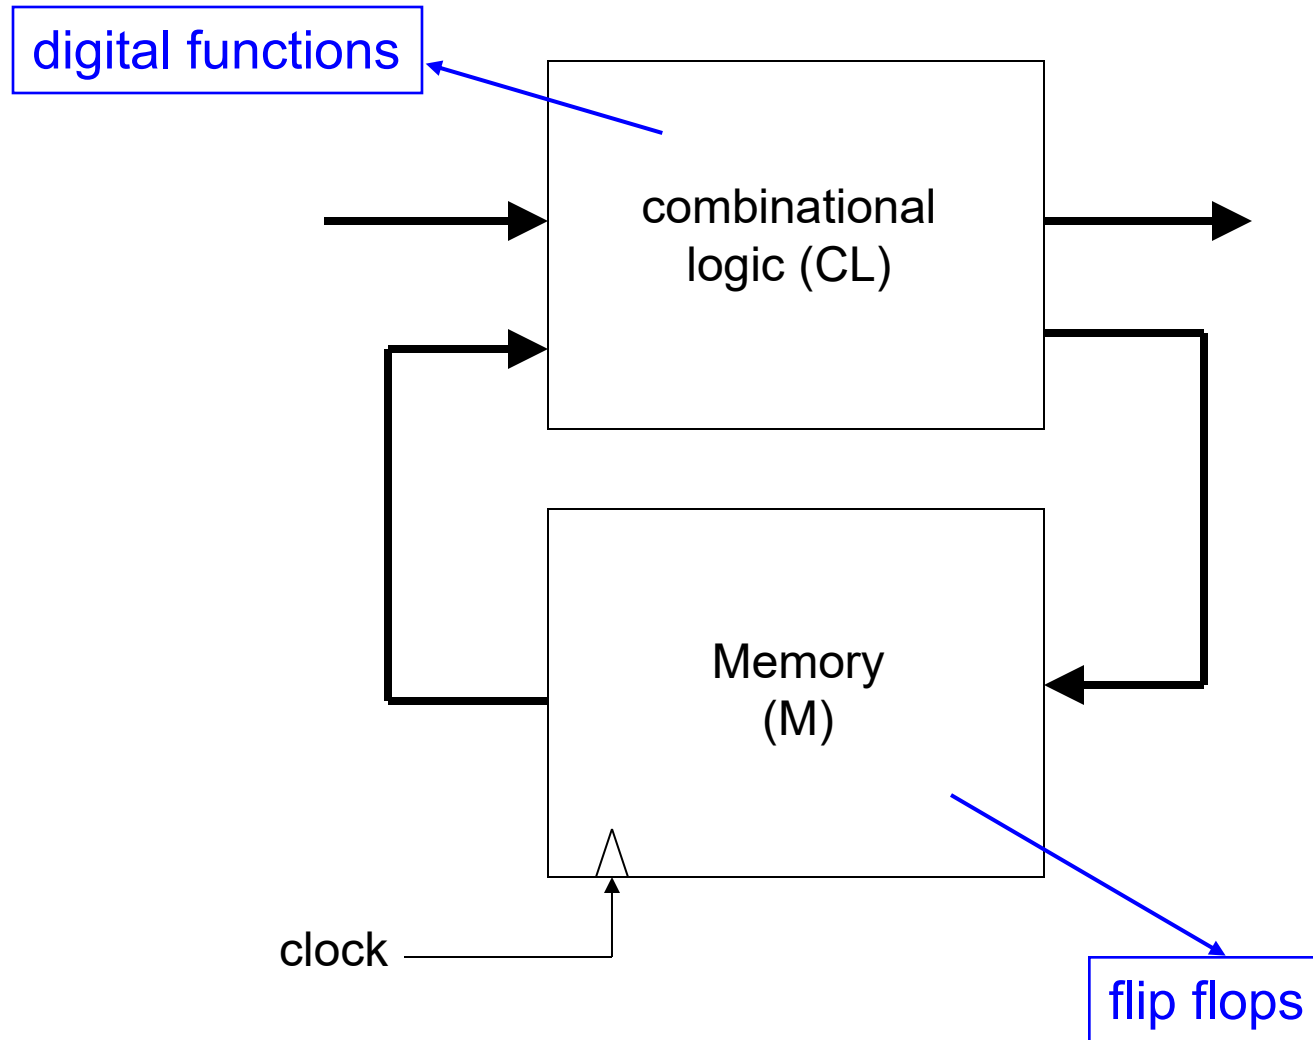 digital functions
combinational
logic (CL)
Memory
(M)
clock
flip flops